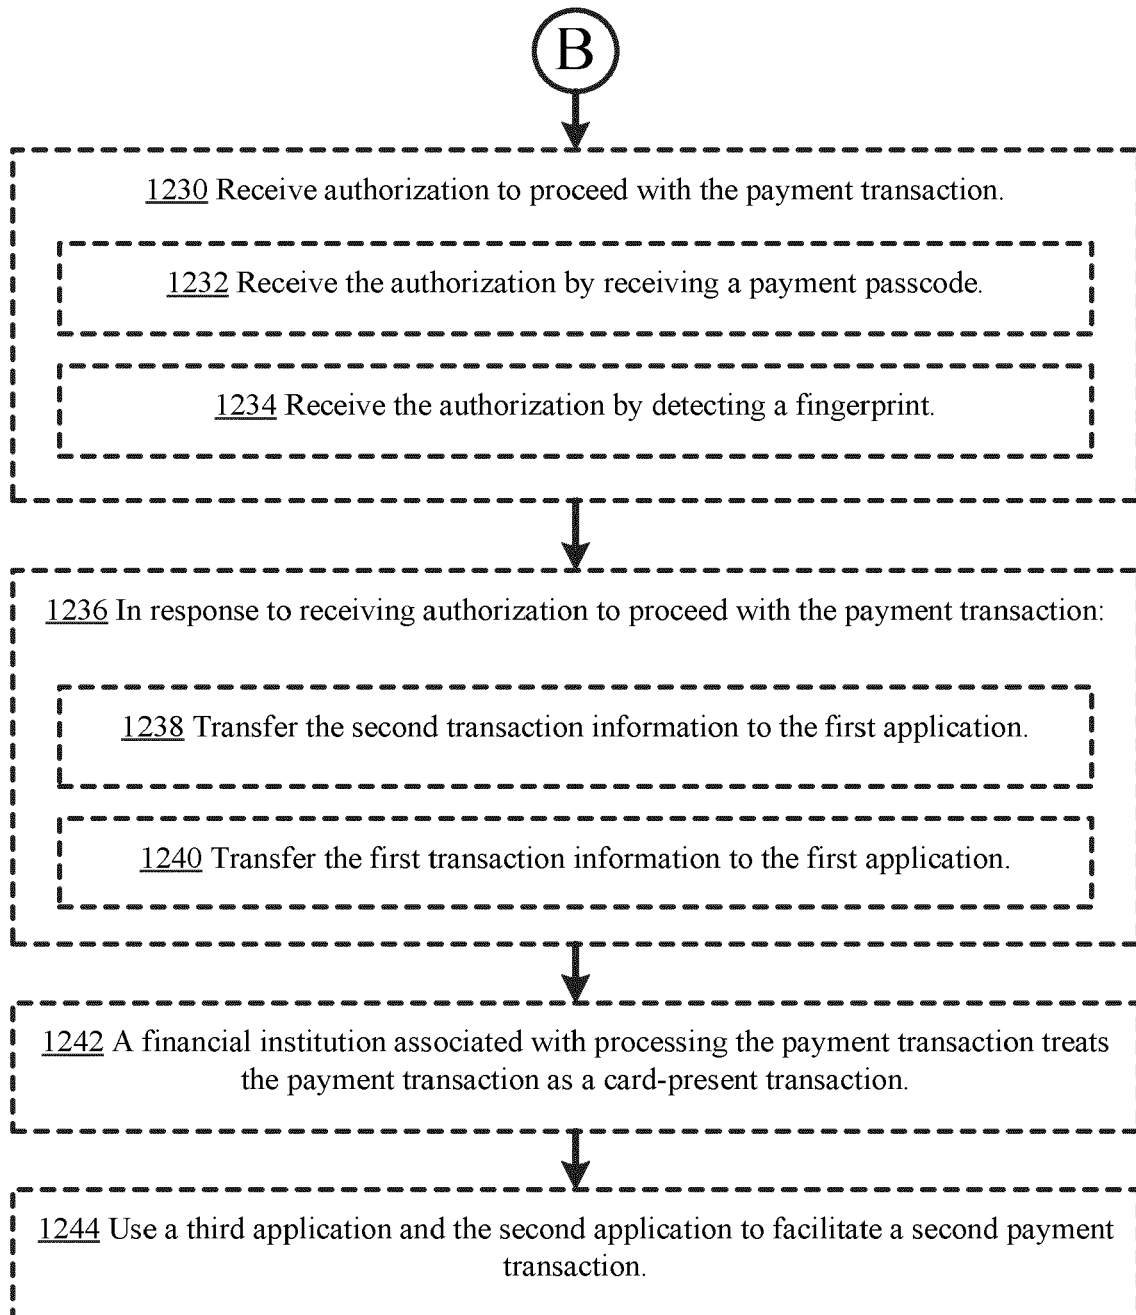 B
1230 Receive authorization to proceed with the payment transaction.
1232 Receive the authorization by receiving a payment passcode.
1234 Receive the authorization by detecting a fingerprint.
1236 In response to receiving authorization to proceed with the payment transaction:
1238 Transfer the second transaction information to the first application.
1240 Transfer the first transaction information to the first application.
1242 A financial institution associated with processing the payment transaction treats
the payment transaction as a card-present transaction.
1244 Use a third application and the second application to facilitate a second payment
transaction.